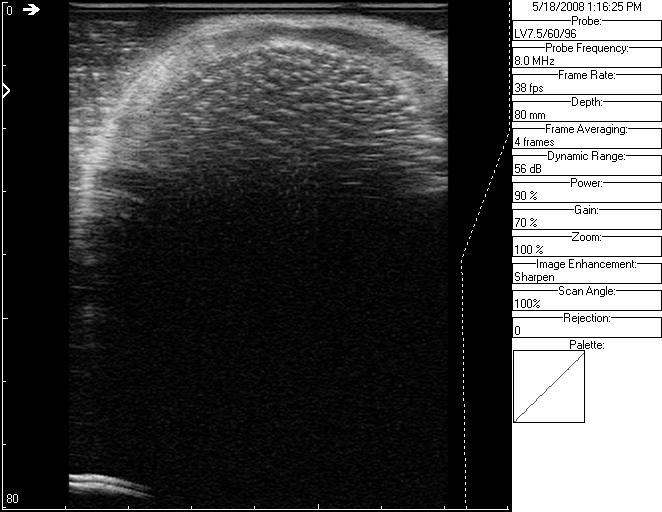 0
80
5/18/2008 1:16:25 PM
Probe:
LV7.5/60/96
Probe Frequency:
8.0 MHz
Frame Rate:
38 fps
Depth:
80 mm
Frame Averaging:
4 frames
Dynamic Range:
56 dB
Power:
90 %
Gain:
70 %
Zoom:
100 %
Image Enhancement:
Sharpen
Scan Angle:
100%
Rejection:
0
Palette: